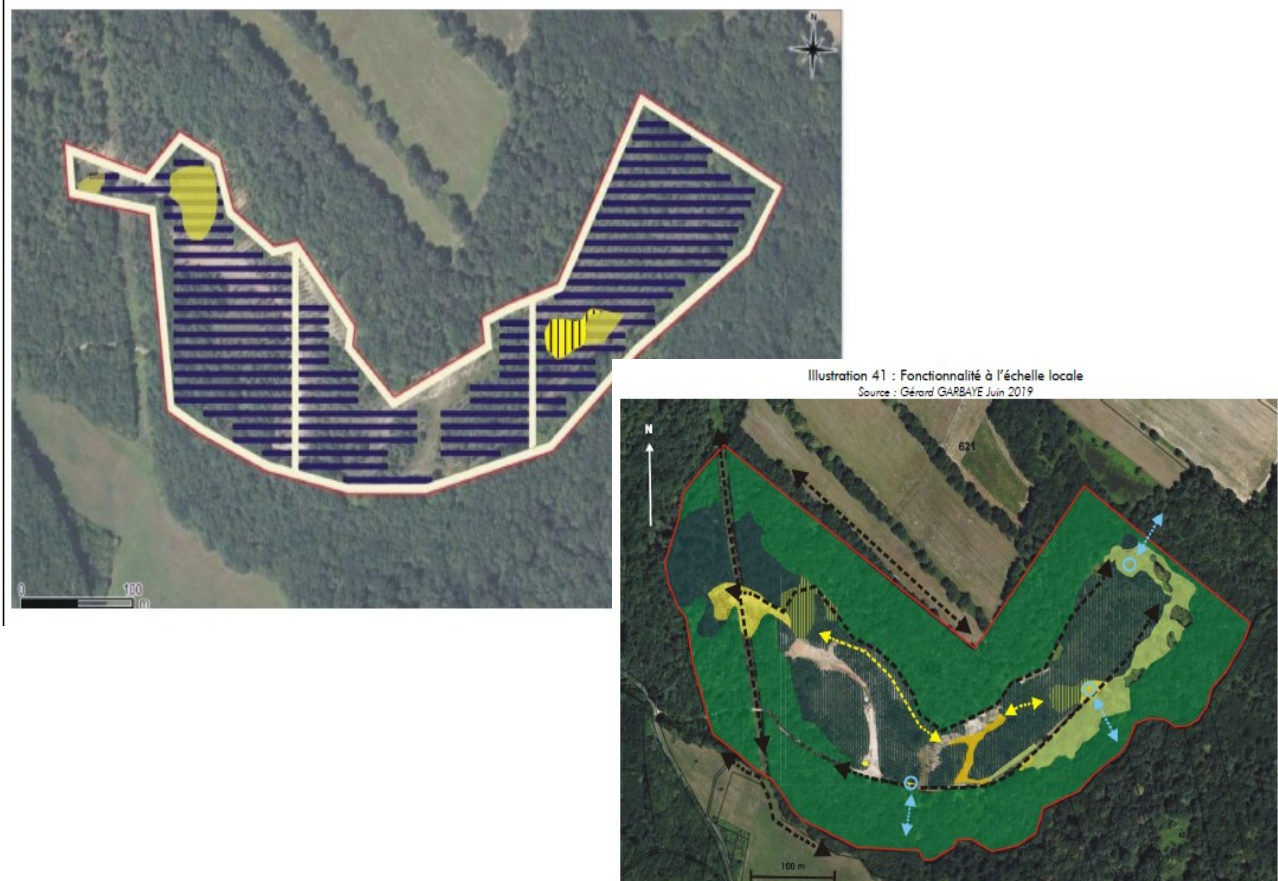 N
0 100
m
Illustration 41 : Fonctionnalité à l'échelle locale
Source : Gérard GARBAYE Juin 2019
N
621
100 m